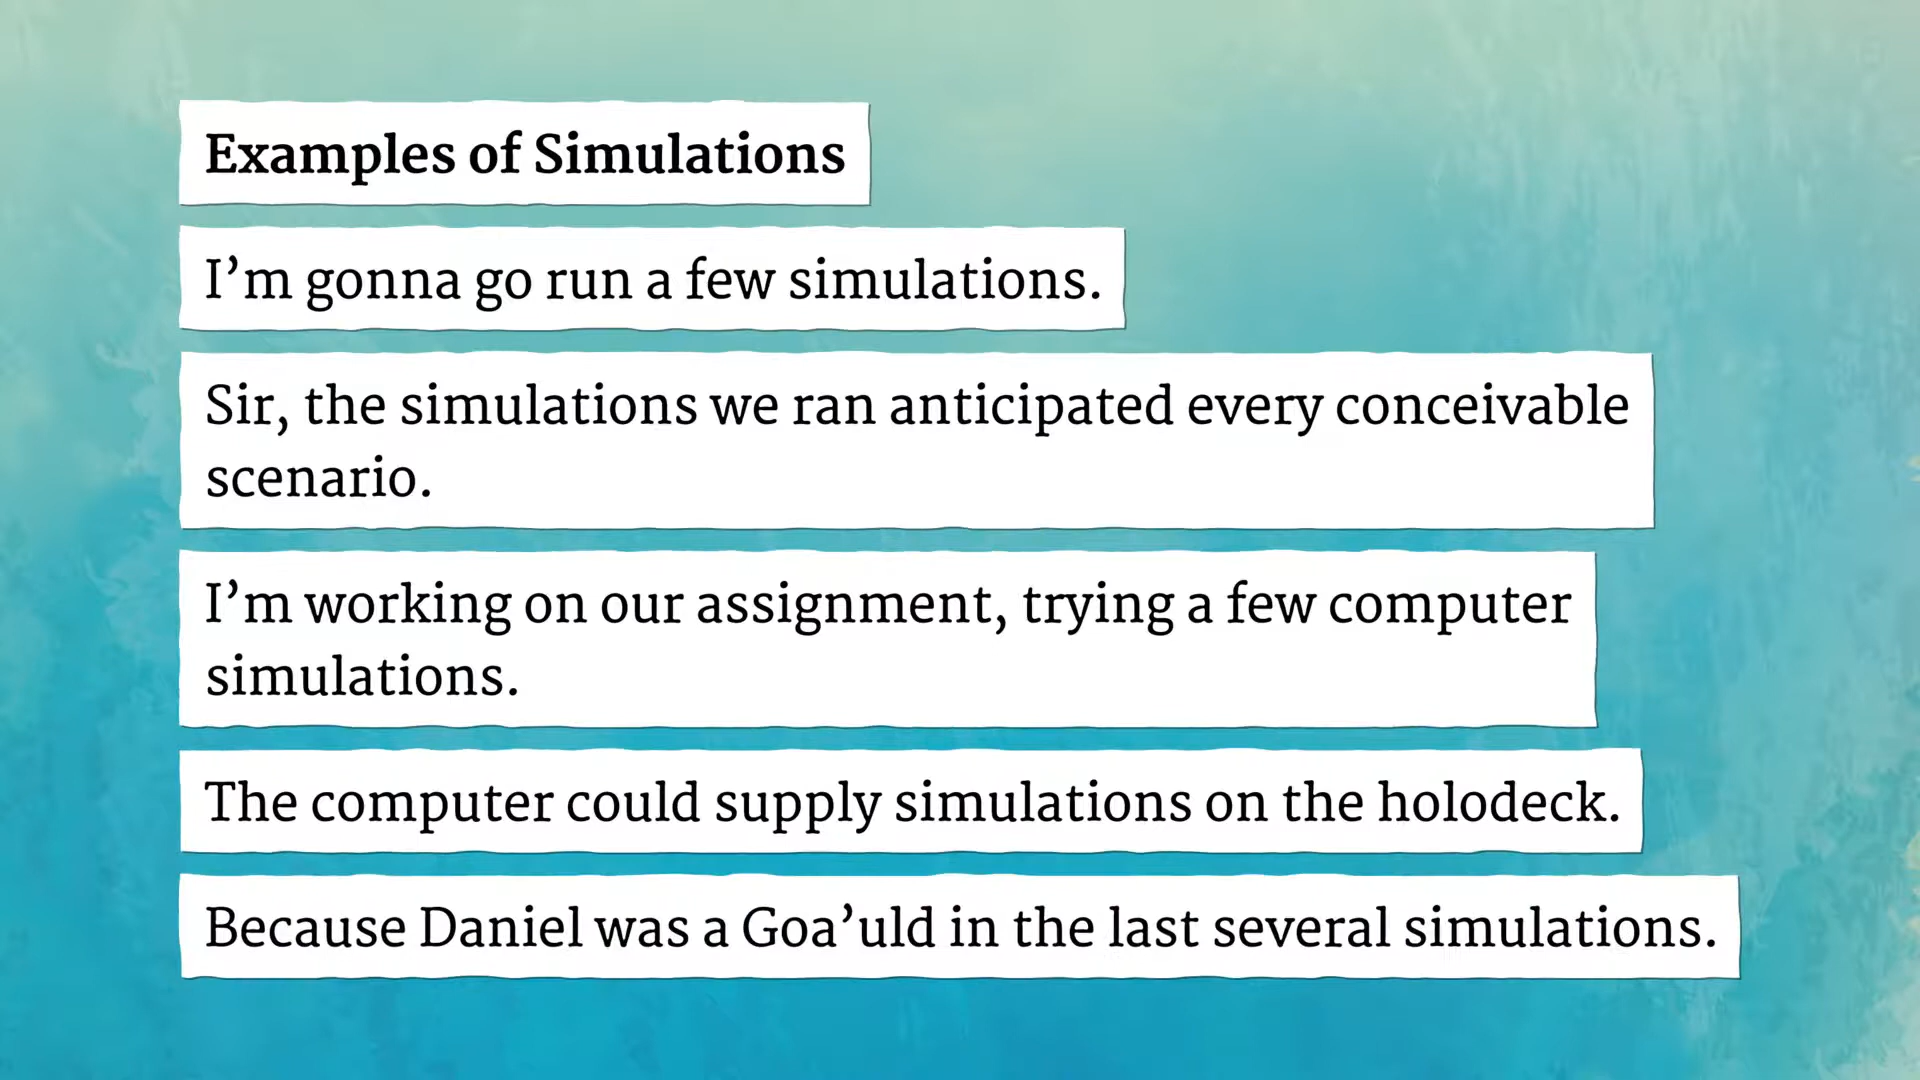 Examples of Simulations
I’m gonna go run a few simulations.
Sir, the simulations we ran anticipated every conceivable
scenario.
I’m working on our assignment, trying a few computer
simulations.
The computer could supply simulations on the holodeck.
Because Daniel was a Goa’uld in the last several simulations.